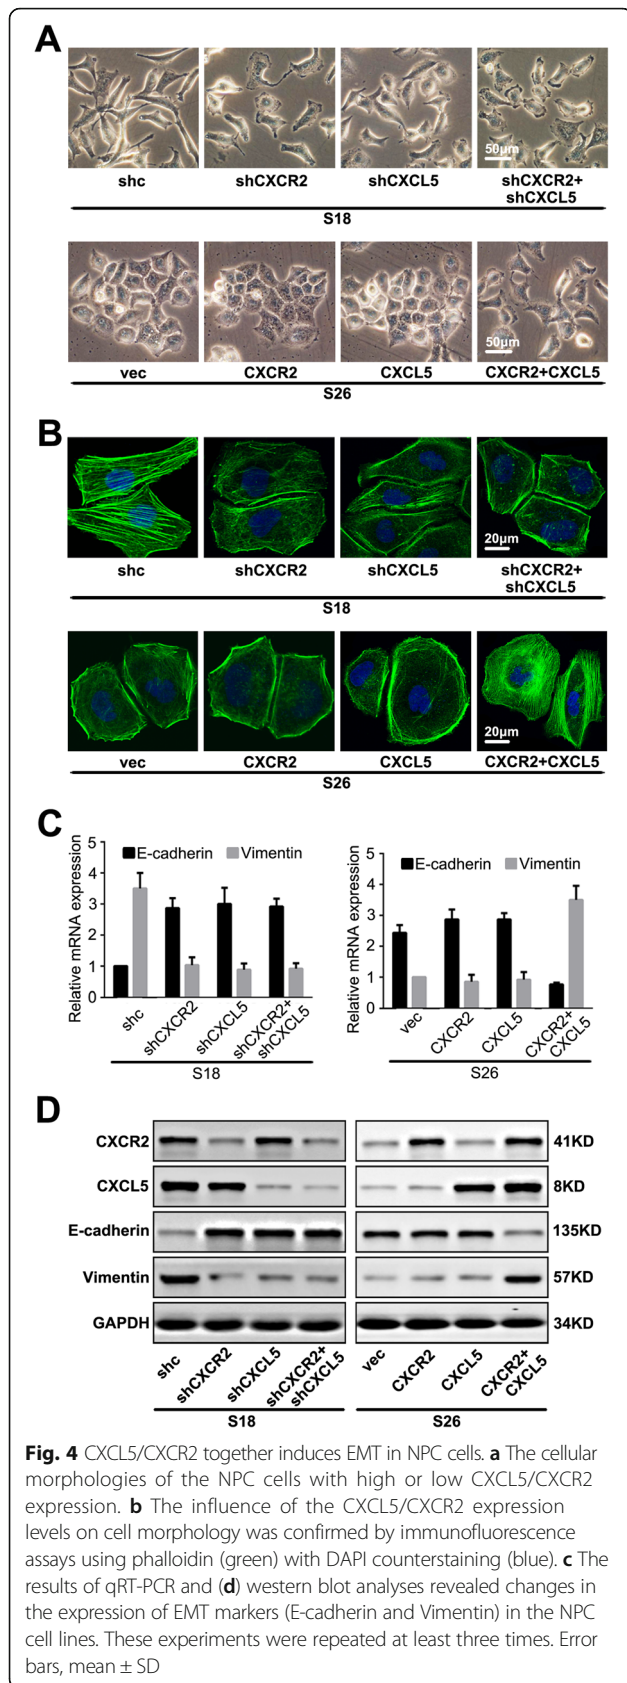 A
50μm
shc shCXCR2 shCXCL5 shCXCR2+
shCXCL5
S18
50μm
vec CXCR2 CXCL5 CXCR2+CXCL5
S26
B
20μm
shc shCXCR2 shCXCL5 shCXCR2+
shCXCL5
S18
20μm
vec CXCR2 CXCL5 CXCR2+CXCL5
S26
C
Relative mRNA expression
5
4
3
2
1
0
E-cadherin Vimentin
shc
shCXCR2
shCXCL5
shCXCR2+
shCXCL5
S18
Relative mRNA expression
5
4
3
2
1
0
E-cadherin Vimentin
vec
CXCR2
CXCL5
CXCR2+
CXCL5
S26
D
CXCR2 41KD
CXCL5 8KD
E-cadherin 135KD
Vimentin 57KD
GAPDH 34KD
shc
shCXCR2
shCXCL5
shCXCR2+
shCXCL5
vec
CXCR2
CXCL5
CXCR2+
CXCL5
S18 S26
Fig. 4 CXCL5/CXCR2 together induces EMT in NPC cells. a The cellular
morphologies of the NPC cells with high or low CXCL5/CXCR2
expression. b The influence of the CXCL5/CXCR2 expression
levels on cell morphology was confirmed by immunofluorescence
assays using phalloidin (green) with DAPI counterstaining (blue). c The
results of qRT-PCR and (d) western blot analyses revealed changes in
the expression of EMT markers (E-cadherin and Vimentin) in the NPC
cell lines. These experiments were repeated at least three times. Error
bars, mean ± SD